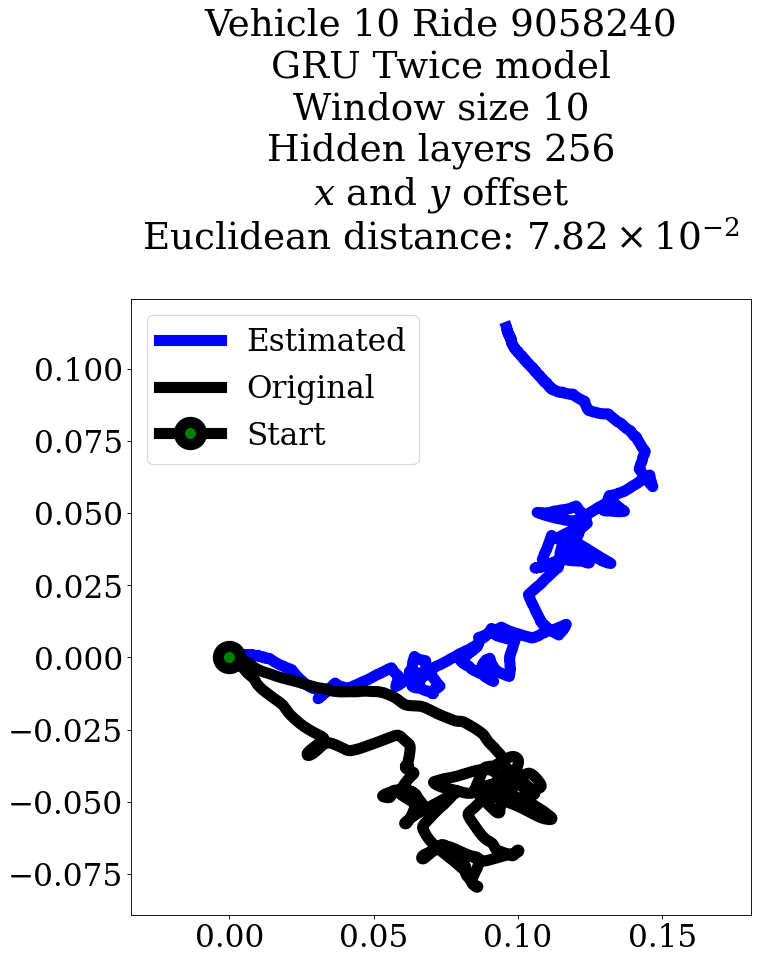 Vehicle 10 Ride 9058240
GRU Twice model
Window size 10
Hidden layers 256
x and y offset
Euclidean distance: 7.82 × 10⁻²
Estimated
Original
Start
0.100
0.075
0.050
0.025
0.000
−0.025
−0.050
−0.075
0.00 0.05 0.10 0.15